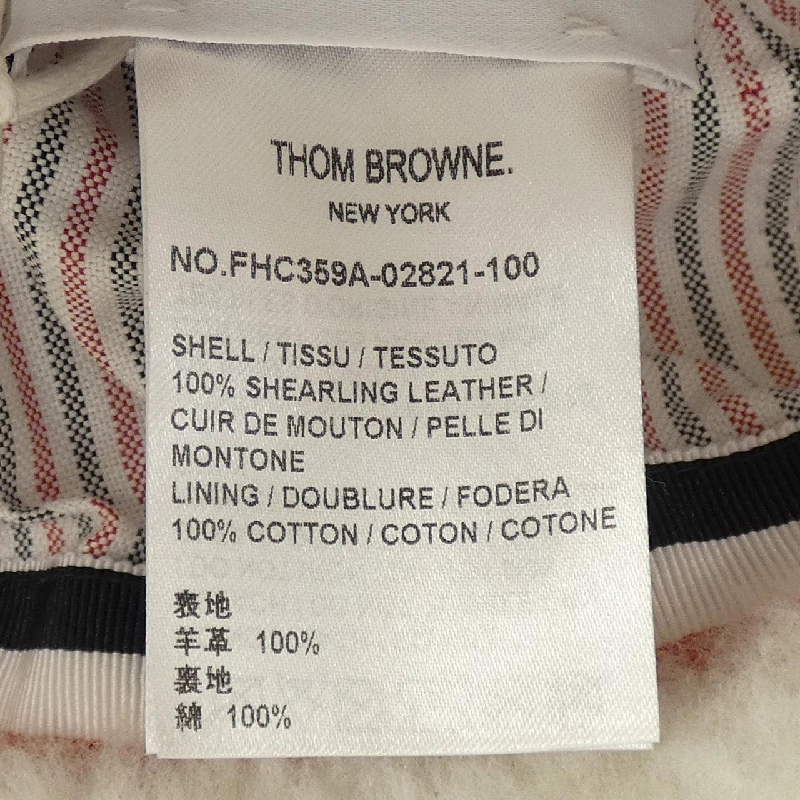 THOM BROWNE.
NEW YORK
NO.FHC359A-02821-100
SHELL / TISSU / TESSUTO
100% SHEARLING LEATHER /
CUIR DE MOUTON / PELLE DI
MONTONE
LINING / DOUBLURE / FODERA
100% COTTON / COTON / COTONE
表地
羊革 100%
裏地
綿 100%